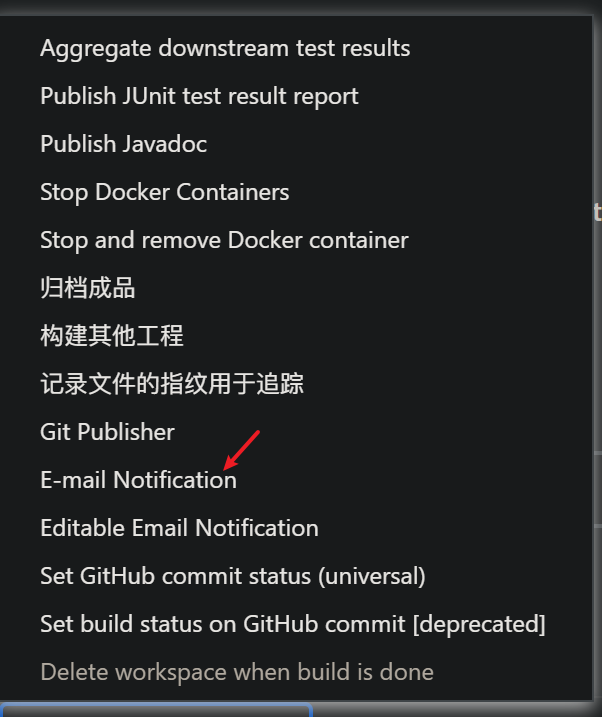 Aggregate downstream test results
Publish JUnit test result report
Publish Javadoc
Stop Docker Containers
Stop and remove Docker container
归档成品
构建其他工程
记录文件的指纹用于追踪
Git Publisher
E-mail Notification
Editable Email Notification
Set GitHub commit status (universal)
Set build status on GitHub commit [deprecated]
Delete workspace when build is done